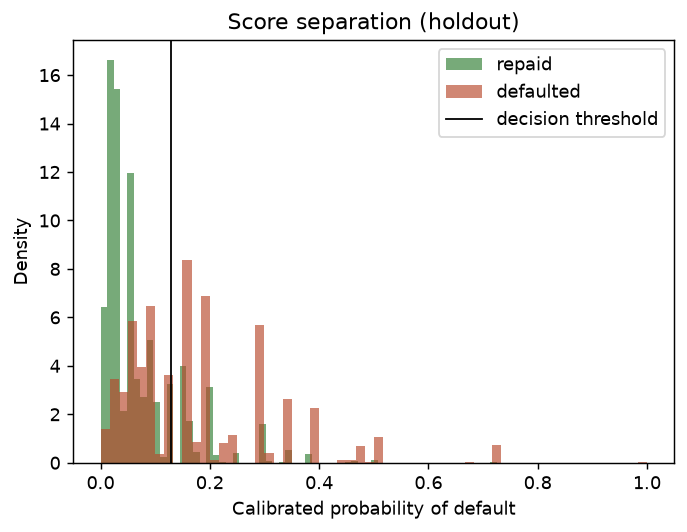 Score separation (holdout)
repaid
defaulted
decision threshold
Density
16
14
12
10
8
6
4
2
0
0.0 0.2 0.4 0.6 0.8 1.0
Calibrated probability of default